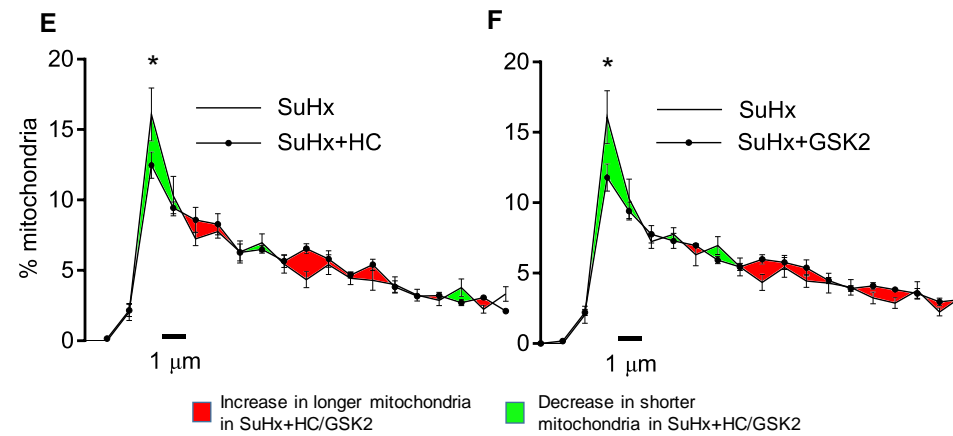 E
20
15
10
5
0
% mitochondria
*
SuHx
SuHx+HC
1 μm
F
20
15
10
5
0
*
SuHx
SuHx+GSK2
1 μm
Increase in longer mitochondria
in SuHx+HC/GSK2
Decrease in shorter
mitochondria in SuHx+HC/GSK2